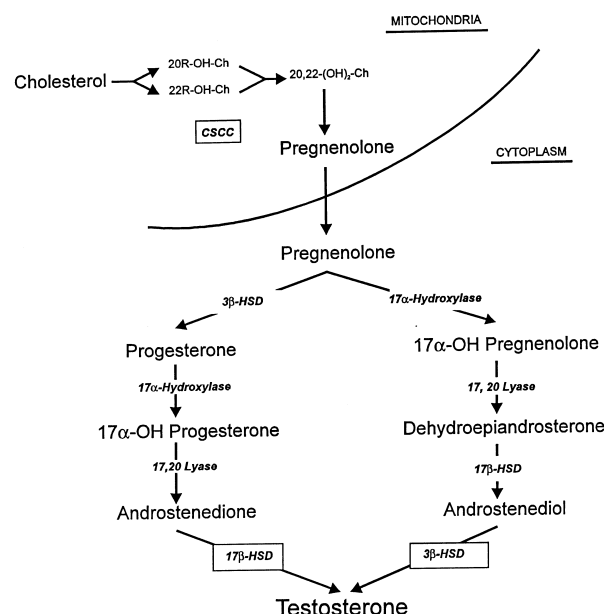 MITOCHONDRIA
20R-OH-Ch
Cholesterol
22R-OH-Ch
20,22-(OH)₂-Ch
CSCC
Pregnenolone
CYTOPLASM
Pregnenolone
3β-HSD
17α-Hydroxylase
Progesterone
17α-OH Pregnenolone
17α-Hydroxylase
17, 20 Lyase
17α-OH Progesterone
Dehydroepiandrosterone
17,20 Lyase
17β-HSD
Androstenedione
Androstenediol
17β-HSD
3β-HSD
Testosterone